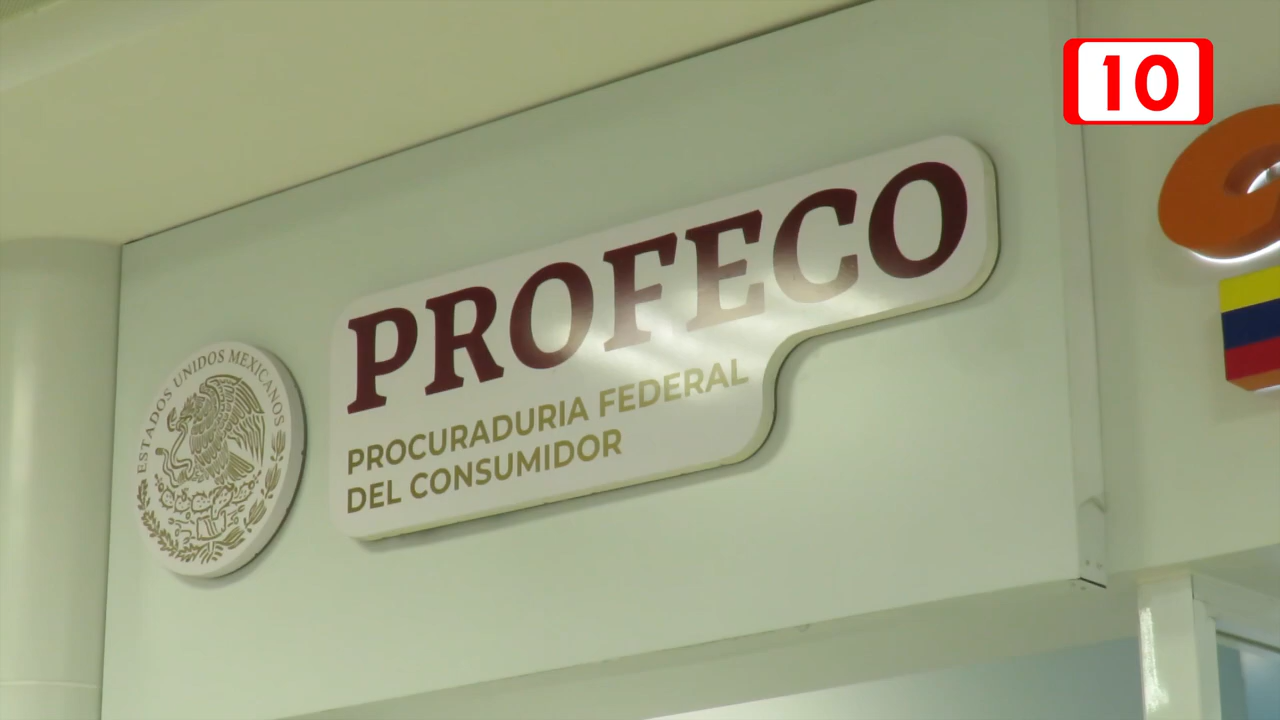 10
PROFECO
PROCURADURIA FEDERAL
DEL CONSUMIDOR
ESTADOS UNIDOS MEXICANOS